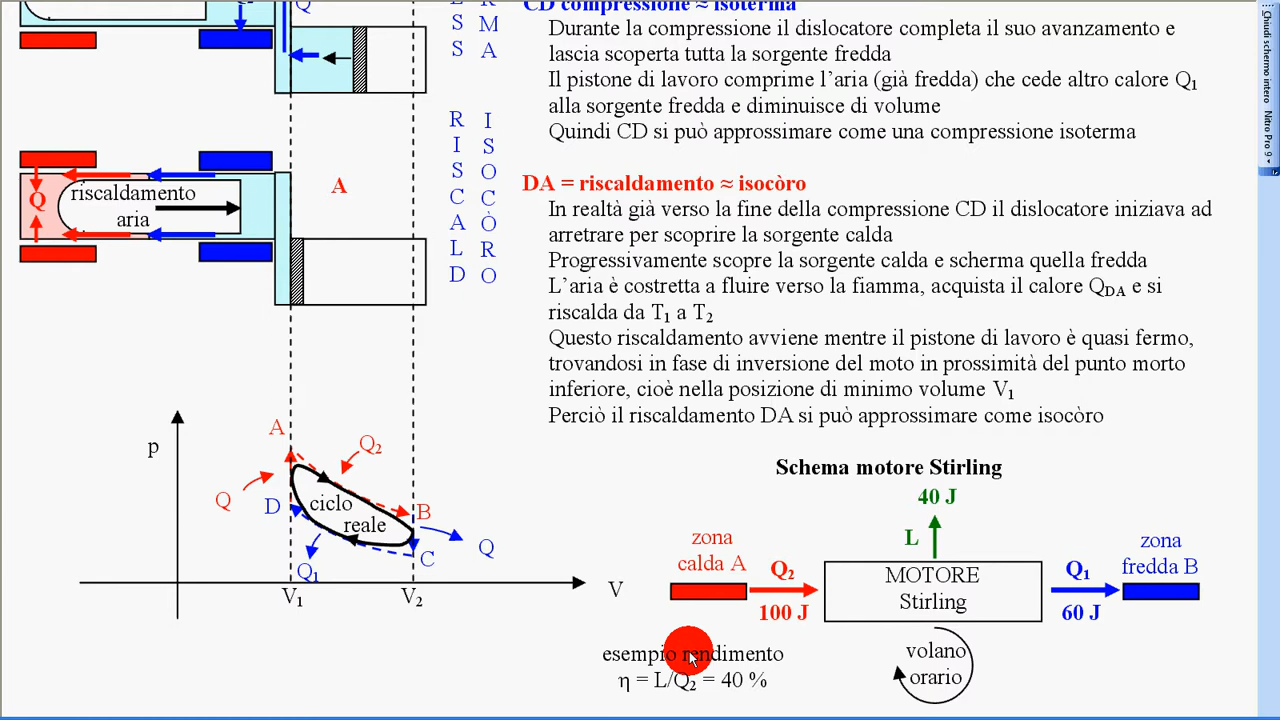 CD compressione ≈ isoterma
Durante la compressione il dislocatore completa il suo avanzamento e
lascia scoperta tutta la sorgente fredda
Il pistone di lavoro comprime l'aria (già fredda) che cede altro calore Q₁
alla sorgente fredda e diminuisce di volume
Quindi CD si può approssimare come una compressione isoterma
DA = riscaldamento ≈ isocòro
In realtà già verso la fine della compressione CD il dislocatore iniziava ad
arretrare per scoprire la sorgente calda
Progressivamente scopre la sorgente calda e scherma quella fredda
L'aria è costretta a fluire verso la fiamma, acquista il calore Q_DA e si
riscalda da T₁ a T₂
Questo riscaldamento avviene mentre il pistone di lavoro è quasi fermo,
trovandosi in fase di inversione del moto in prossimità del punto morto
inferiore, cioè nella posizione di minimo volume V₁
Perciò il riscaldamento DA si può approssimare come isocòro
S R M
S A
R I
I S
S O
C C
A Ò
L R
D O
Q
riscaldamento
aria
A
p
A
Q₂
Q
D
ciclo
reale
B
Q
C
Q₁
V₁
V₂
V
Schema motore Stirling
40 J
L
zona
calda A
Q₂
100 J
MOTORE
Stirling
Q₁
60 J
zona
fredda B
volano
orario
esempio rendimento
η = L/Q₂ = 40 %
Chiudi schermo intero
Nitro Pro 9